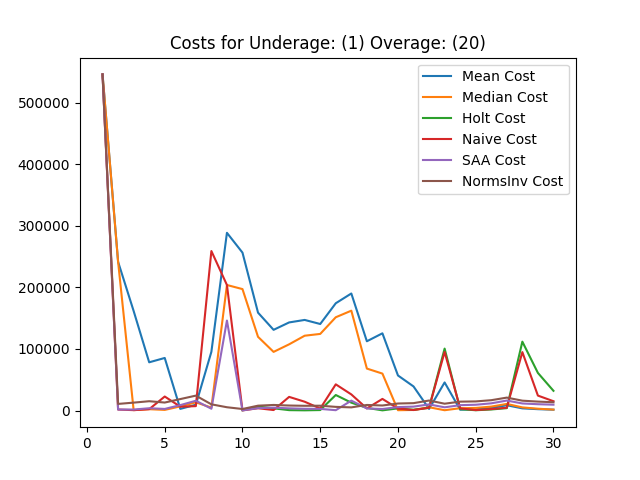 Costs for Underage: (1) Overage: (20)
Mean Cost
Median Cost
Holt Cost
Naive Cost
SAA Cost
NormsInv Cost
500000
400000
300000
200000
100000
0
0 5 10 15 20 25 30